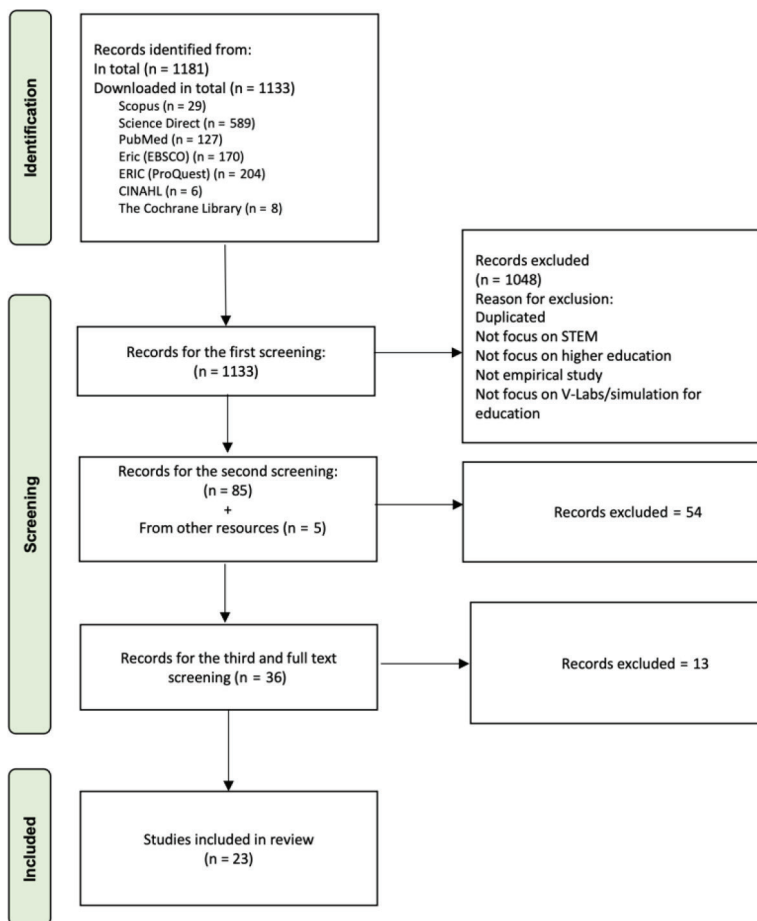 Identification
Records identified from:
In total (n = 1181)
Downloaded in total (n = 1133)
Scopus (n = 29)
Science Direct (n = 589)
PubMed (n = 127)
Eric (EBSCO) (n = 170)
ERIC (ProQuest) (n = 204)
CINAHL (n = 6)
The Cochrane Library (n = 8)
Records excluded
(n = 1048)
Reason for exclusion:
Duplicated
Not focus on STEM
Not focus on higher education
Not empirical study
Not focus on V-Labs/simulation for
education
Screening
Records for the first screening:
(n = 1133)
Records for the second screening:
(n = 85)
+
From other resources (n = 5)
Records excluded = 54
Records for the third and full text
screening (n = 36)
Records excluded = 13
Included
Studies included in review
(n = 23)